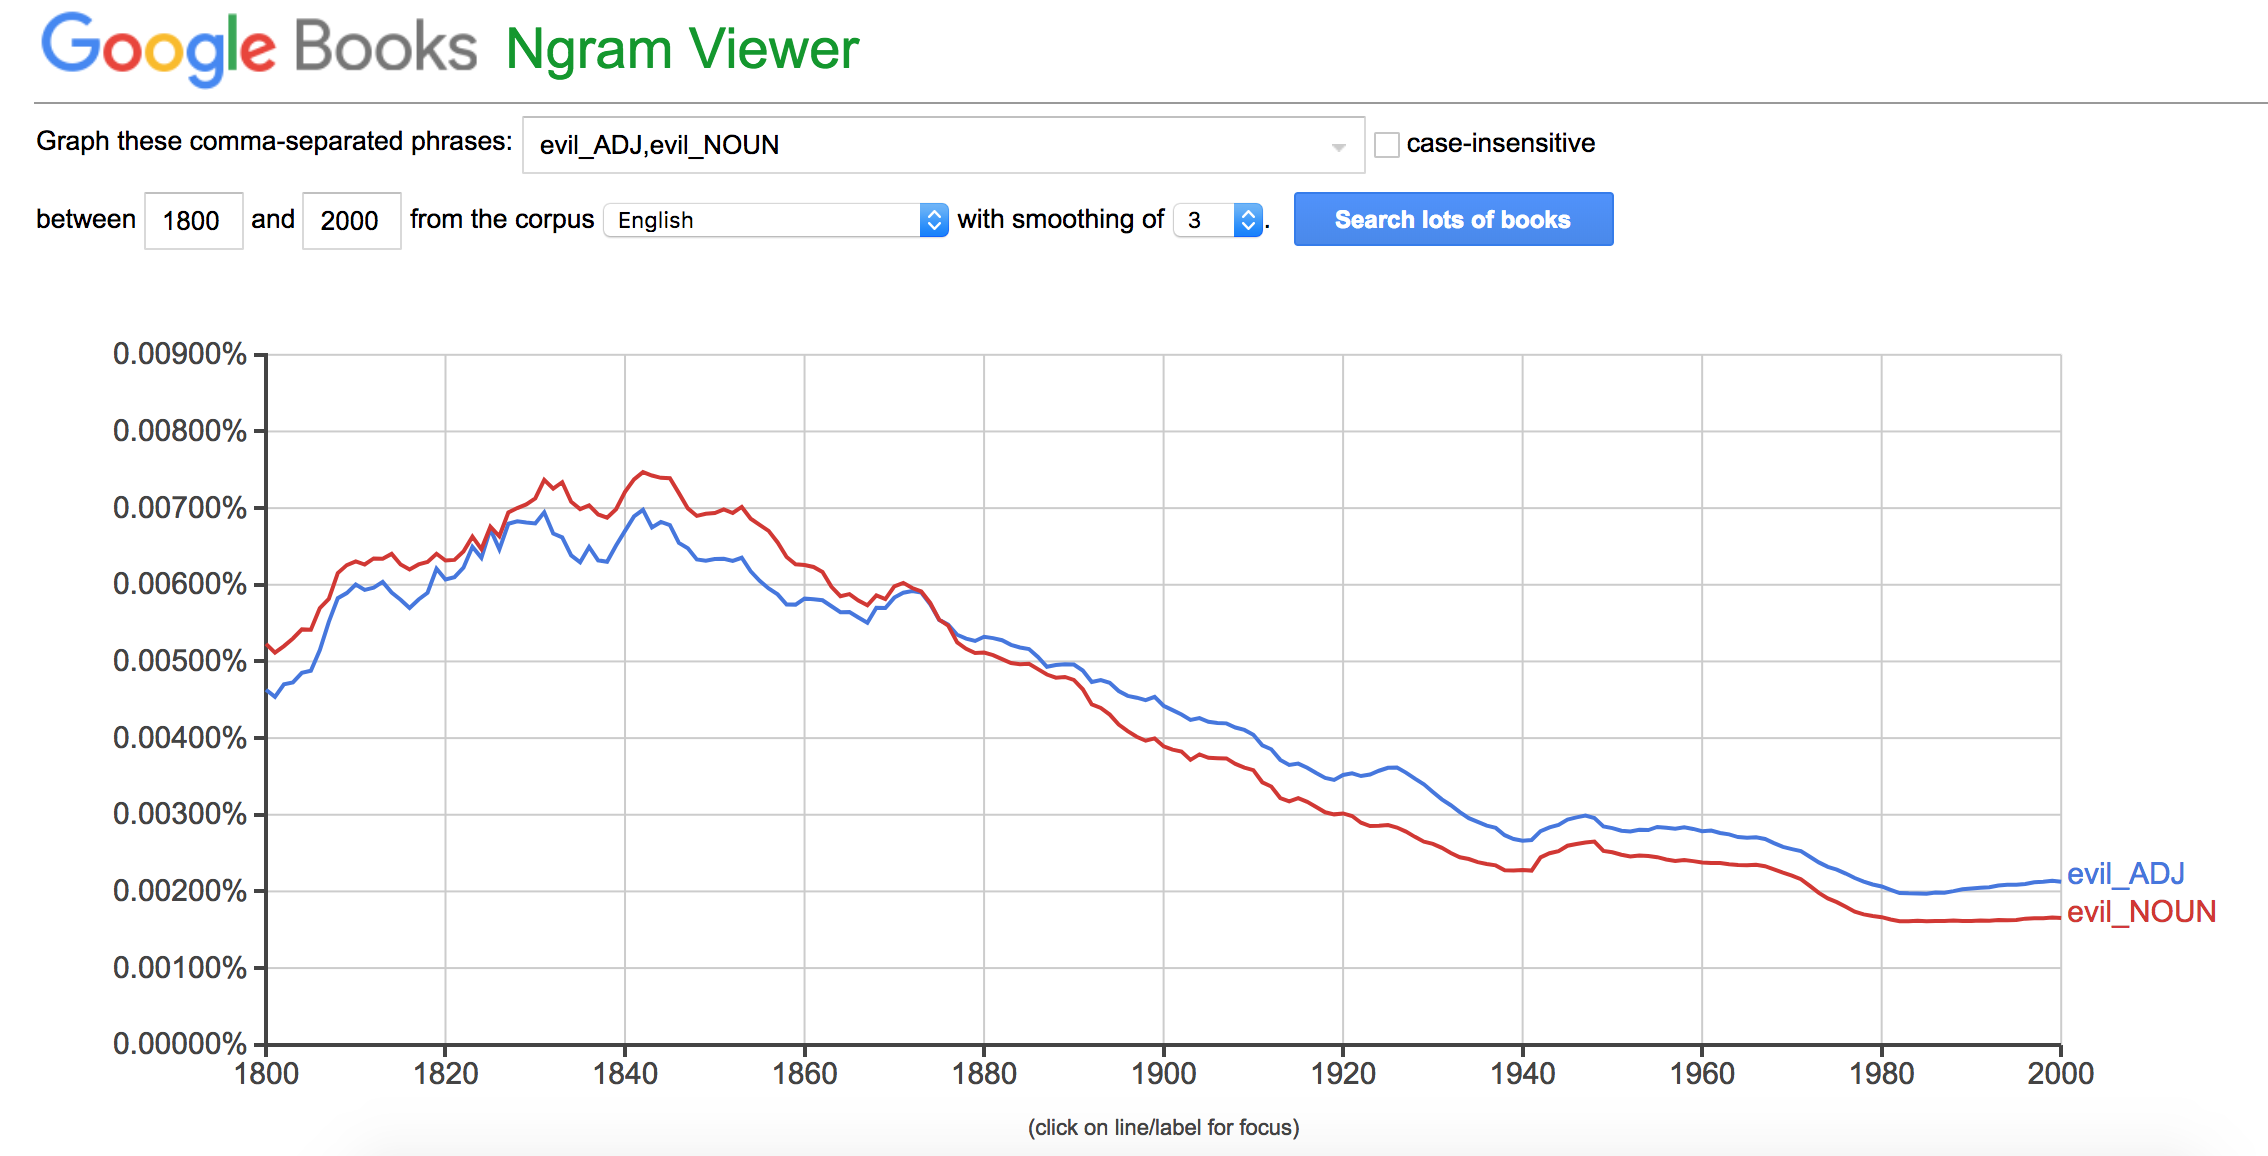 Google Books Ngram Viewer
Graph these comma-separated phrases: evil_ADJ,evil_NOUN case-insensitive
between 1800 and 2000 from the corpus English with smoothing of 3 . Search lots of books
0.00900%
0.00800%
0.00700%
0.00600%
0.00500%
0.00400%
0.00300%
0.00200%
0.00100%
0.00000%
evil_ADJ
evil_NOUN
1800 1820 1840 1860 1880 1900 1920 1940 1960 1980 2000
(click on line/label for focus)